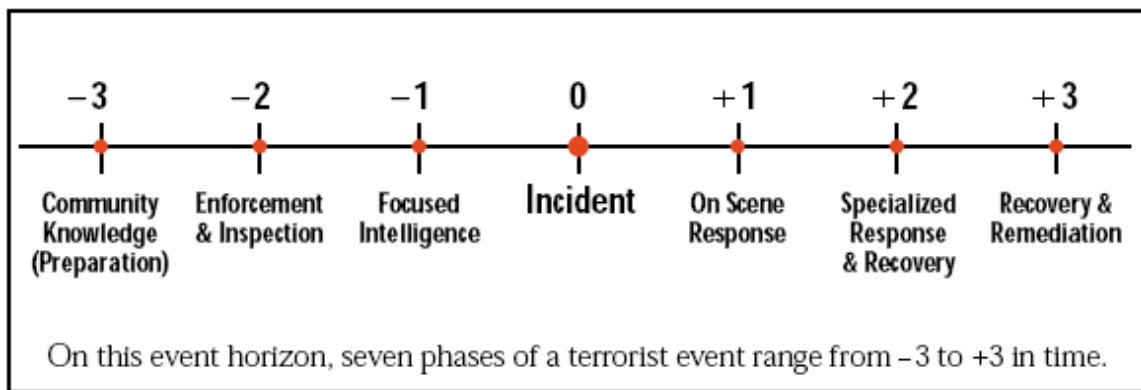 −3 −2 −1 0 +1 +2 +3
Community
Knowledge
(Preparation)
Enforcement
& Inspection
Focused
Intelligence
Incident
On Scene
Response
Specialized
Response
& Recovery
Recovery &
Remediation
On this event horizon, seven phases of a terrorist event range from −3 to +3 in time.